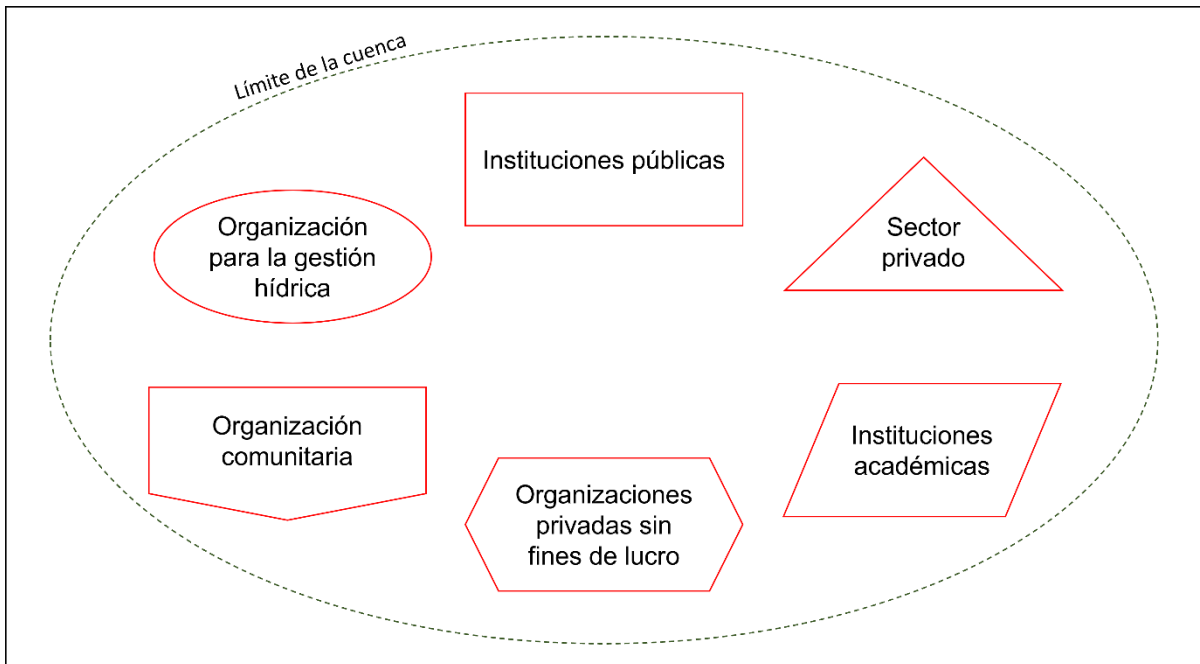 Límite de la cuenca
Instituciones públicas
Organización
para la gestión
hídrica
Sector
privado
Organización
comunitaria
Organizaciones
privadas sin
fines de lucro
Instituciones
académicas